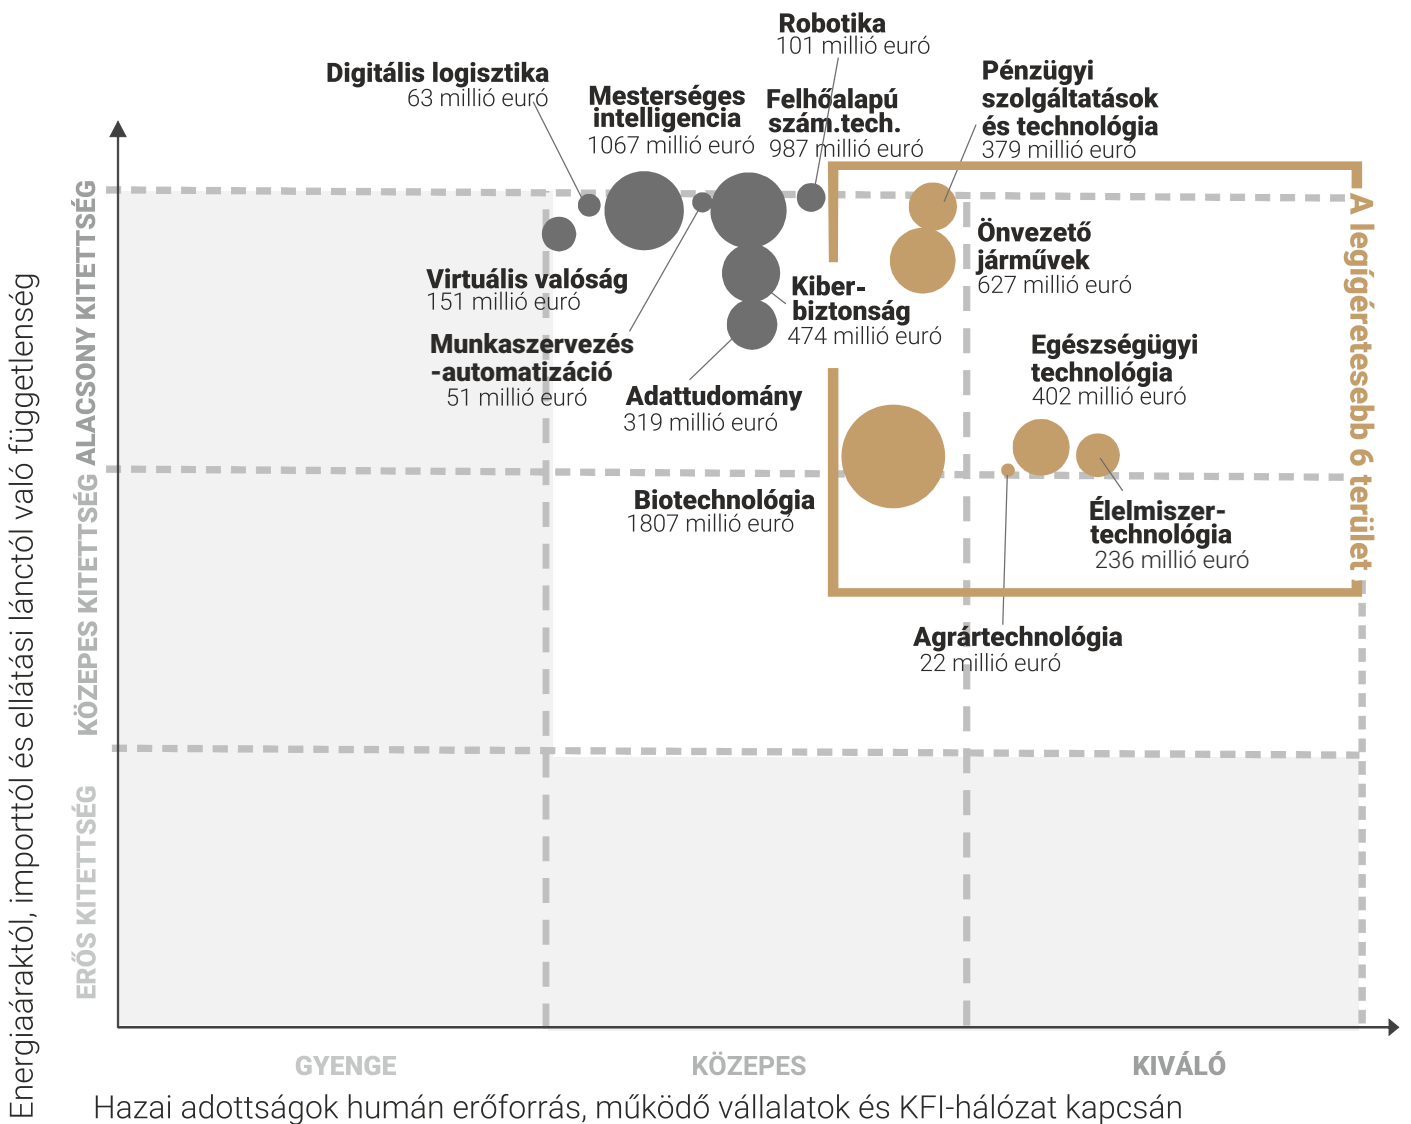 Robotika
101 millió euró
Digitális logisztika
63 millió euró
Mesterséges
intelligencia
1067 millió euró
Felhőalapú
szám.tech.
987 millió euró
Pénzügyi
szolgáltatások
és technológia
379 millió euró
Önvezető
járművek
627 millió euró
Virtuális valóság
151 millió euró
Kiber-
biztonság
474 millió euró
Munkaszervezés
-automatizáció
51 millió euró
Adattudomány
319 millió euró
Egészségügyi
technológia
402 millió euró
Biotechnológia
1807 millió euró
Élelmiszer-
technológia
236 millió euró
Agrártechnológia
22 millió euró
A legígéretesebb 6 terület
Energiaáraktól, importtól és ellátási lánctól való függetlenség
ALACSONY KITETTSÉG
KÖZEPES KITETTSÉG
ERŐS KITETTSÉG
GYENGE
KÖZEPES
KIVÁLÓ
Hazai adottságok humán erőforrás, működő vállalatok és KFI-hálózat kapcsán